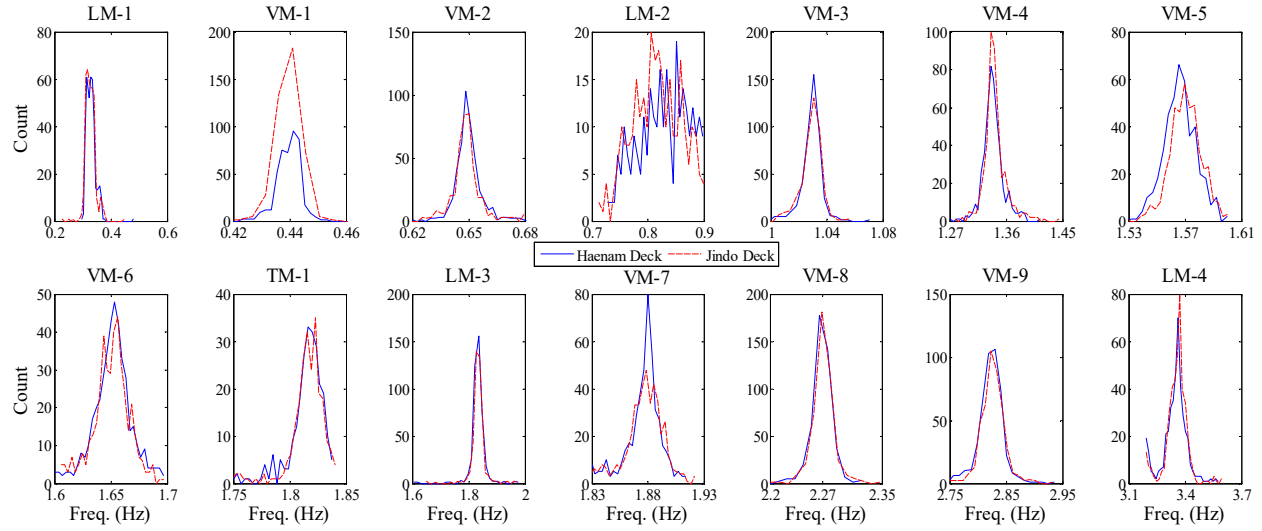 LM-1 VM-1 VM-2 LM-2 VM-3 VM-4 VM-5
80 200 150 20 200 100 80
60 150 100 15 150 80 60
40 100 50 10 100 60 40
20 50 0 5 50 40 20
0 0 0 0 20 0
0
Count
0.2 0.4 0.6 0.42 0.44 0.46 0.62 0.65 0.68 0.7 0.8 0.9 1 1.04 1.08 1.27 1.36 1.45 1.53 1.57 1.61
Haenam Deck Jindo Deck
VM-6 TM-1 LM-3 VM-7 VM-8 VM-9 LM-4
50 40 200 80 200 150 80
40 30 150 60 150 100 60
30 20 100 40 100 50 40
20 10 50 20 50 0 20
10 0 0 0 0 0
0
Count
1.6 1.65 1.7 1.75 1.8 1.85 1.6 1.8 2 1.83 1.88 1.93 2.2 2.27 2.35 2.75 2.85 2.95 3.1 3.4 3.7
Freq. (Hz) Freq. (Hz) Freq. (Hz) Freq. (Hz) Freq. (Hz) Freq. (Hz) Freq. (Hz)